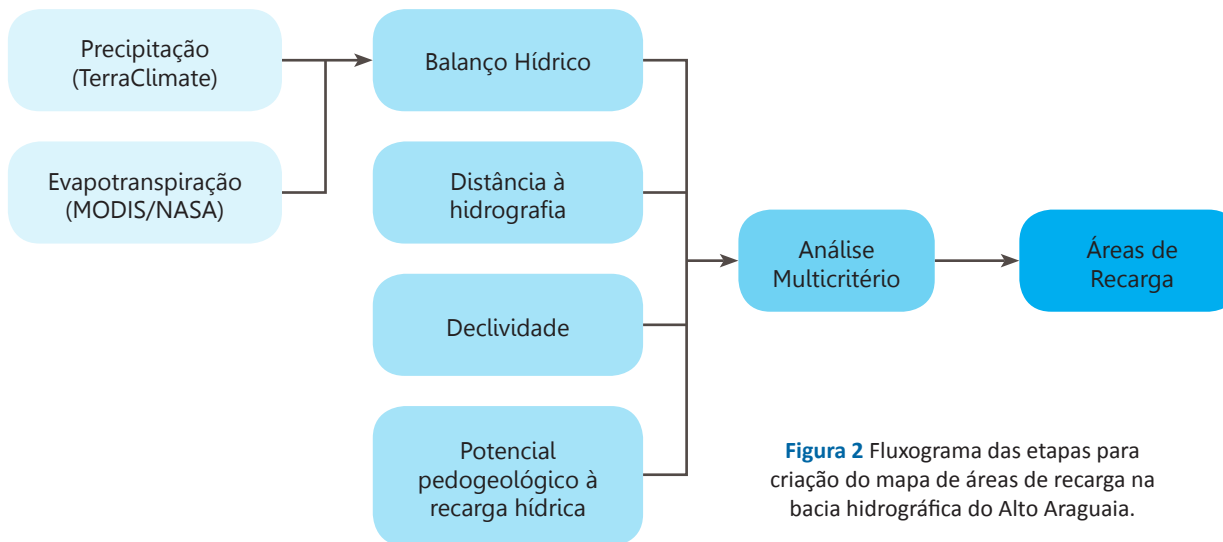 Precipitação
(TerraClimate)
Evapotranspiração
(MODIS/NASA)
Balanço Hídrico
Distância à
hidrografia
Declividade
Potencial
pedogeológico à
recarga hídrica
Análise
Multicritério
Áreas de
Recarga
Figura 2 Fluxograma das etapas para
criação do mapa de áreas de recarga na
bacia hidrográfica do Alto Araguaia.